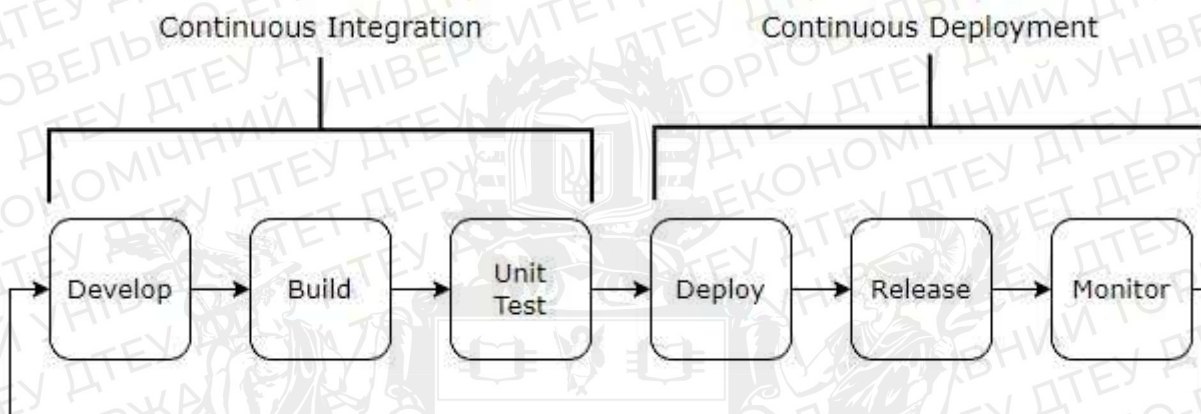 Continuous Integration
Continuous Deployment
Develop
Build
Unit
Test
Deploy
Release
Monitor